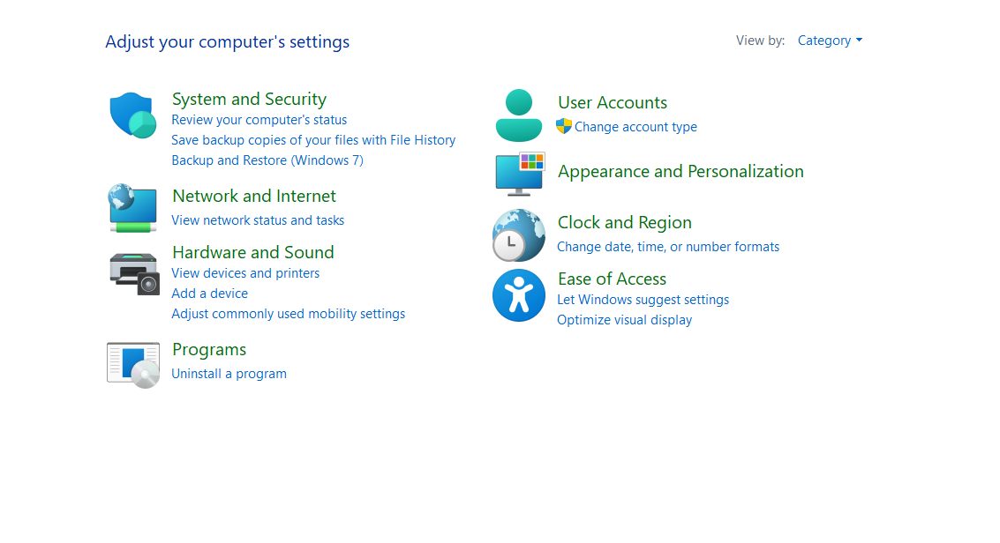 Adjust your computer's settings
View by: Category
System and Security
Review your computer's status
Save backup copies of your files with File History
Backup and Restore (Windows 7)
Network and Internet
View network status and tasks
Hardware and Sound
View devices and printers
Add a device
Adjust commonly used mobility settings
Programs
Uninstall a program
User Accounts
Change account type
Appearance and Personalization
Clock and Region
Change date, time, or number formats
Ease of Access
Let Windows suggest settings
Optimize visual display